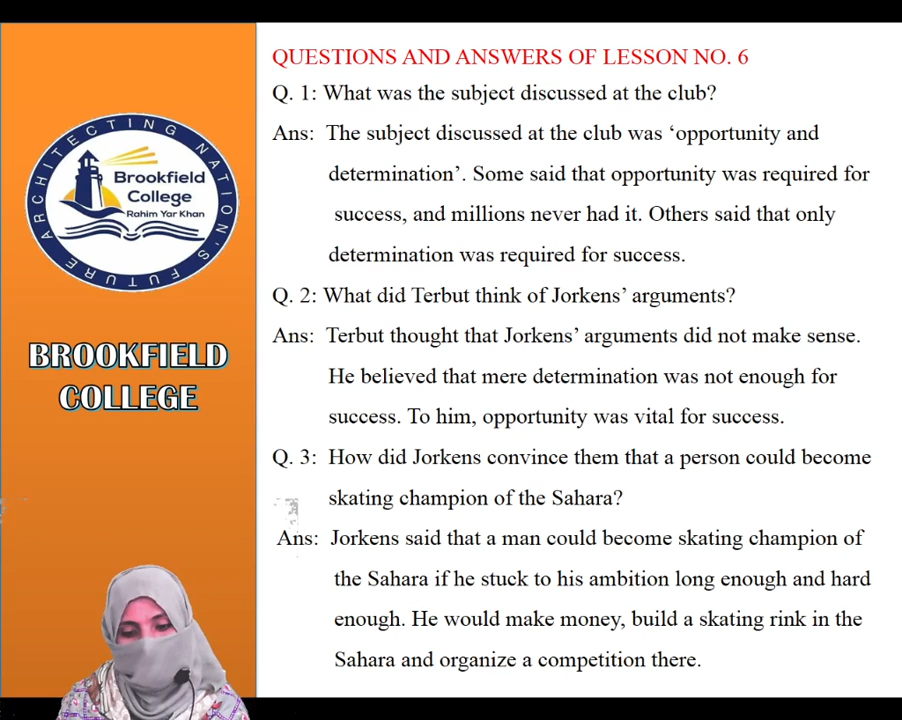 QUESTIONS AND ANSWERS OF LESSON NO. 6
Q. 1: What was the subject discussed at the club?
Ans: The subject discussed at the club was ‘opportunity and
determination’. Some said that opportunity was required for
success, and millions never had it. Others said that only
determination was required for success.
Q. 2: What did Terbut think of Jorkens’ arguments?
Ans: Terbut thought that Jorkens’ arguments did not make sense.
He believed that mere determination was not enough for
success. To him, opportunity was vital for success.
Q. 3: How did Jorkens convince them that a person could become
skating champion of the Sahara?
Ans: Jorkens said that a man could become skating champion of
the Sahara if he stuck to his ambition long enough and hard
enough. He would make money, build a skating rink in the
Sahara and organize a competition there.
ARCHITECTING NATION'S FUTURE
Brookfield
College
Rahim Yar Khan
BROOKFIELD
COLLEGE